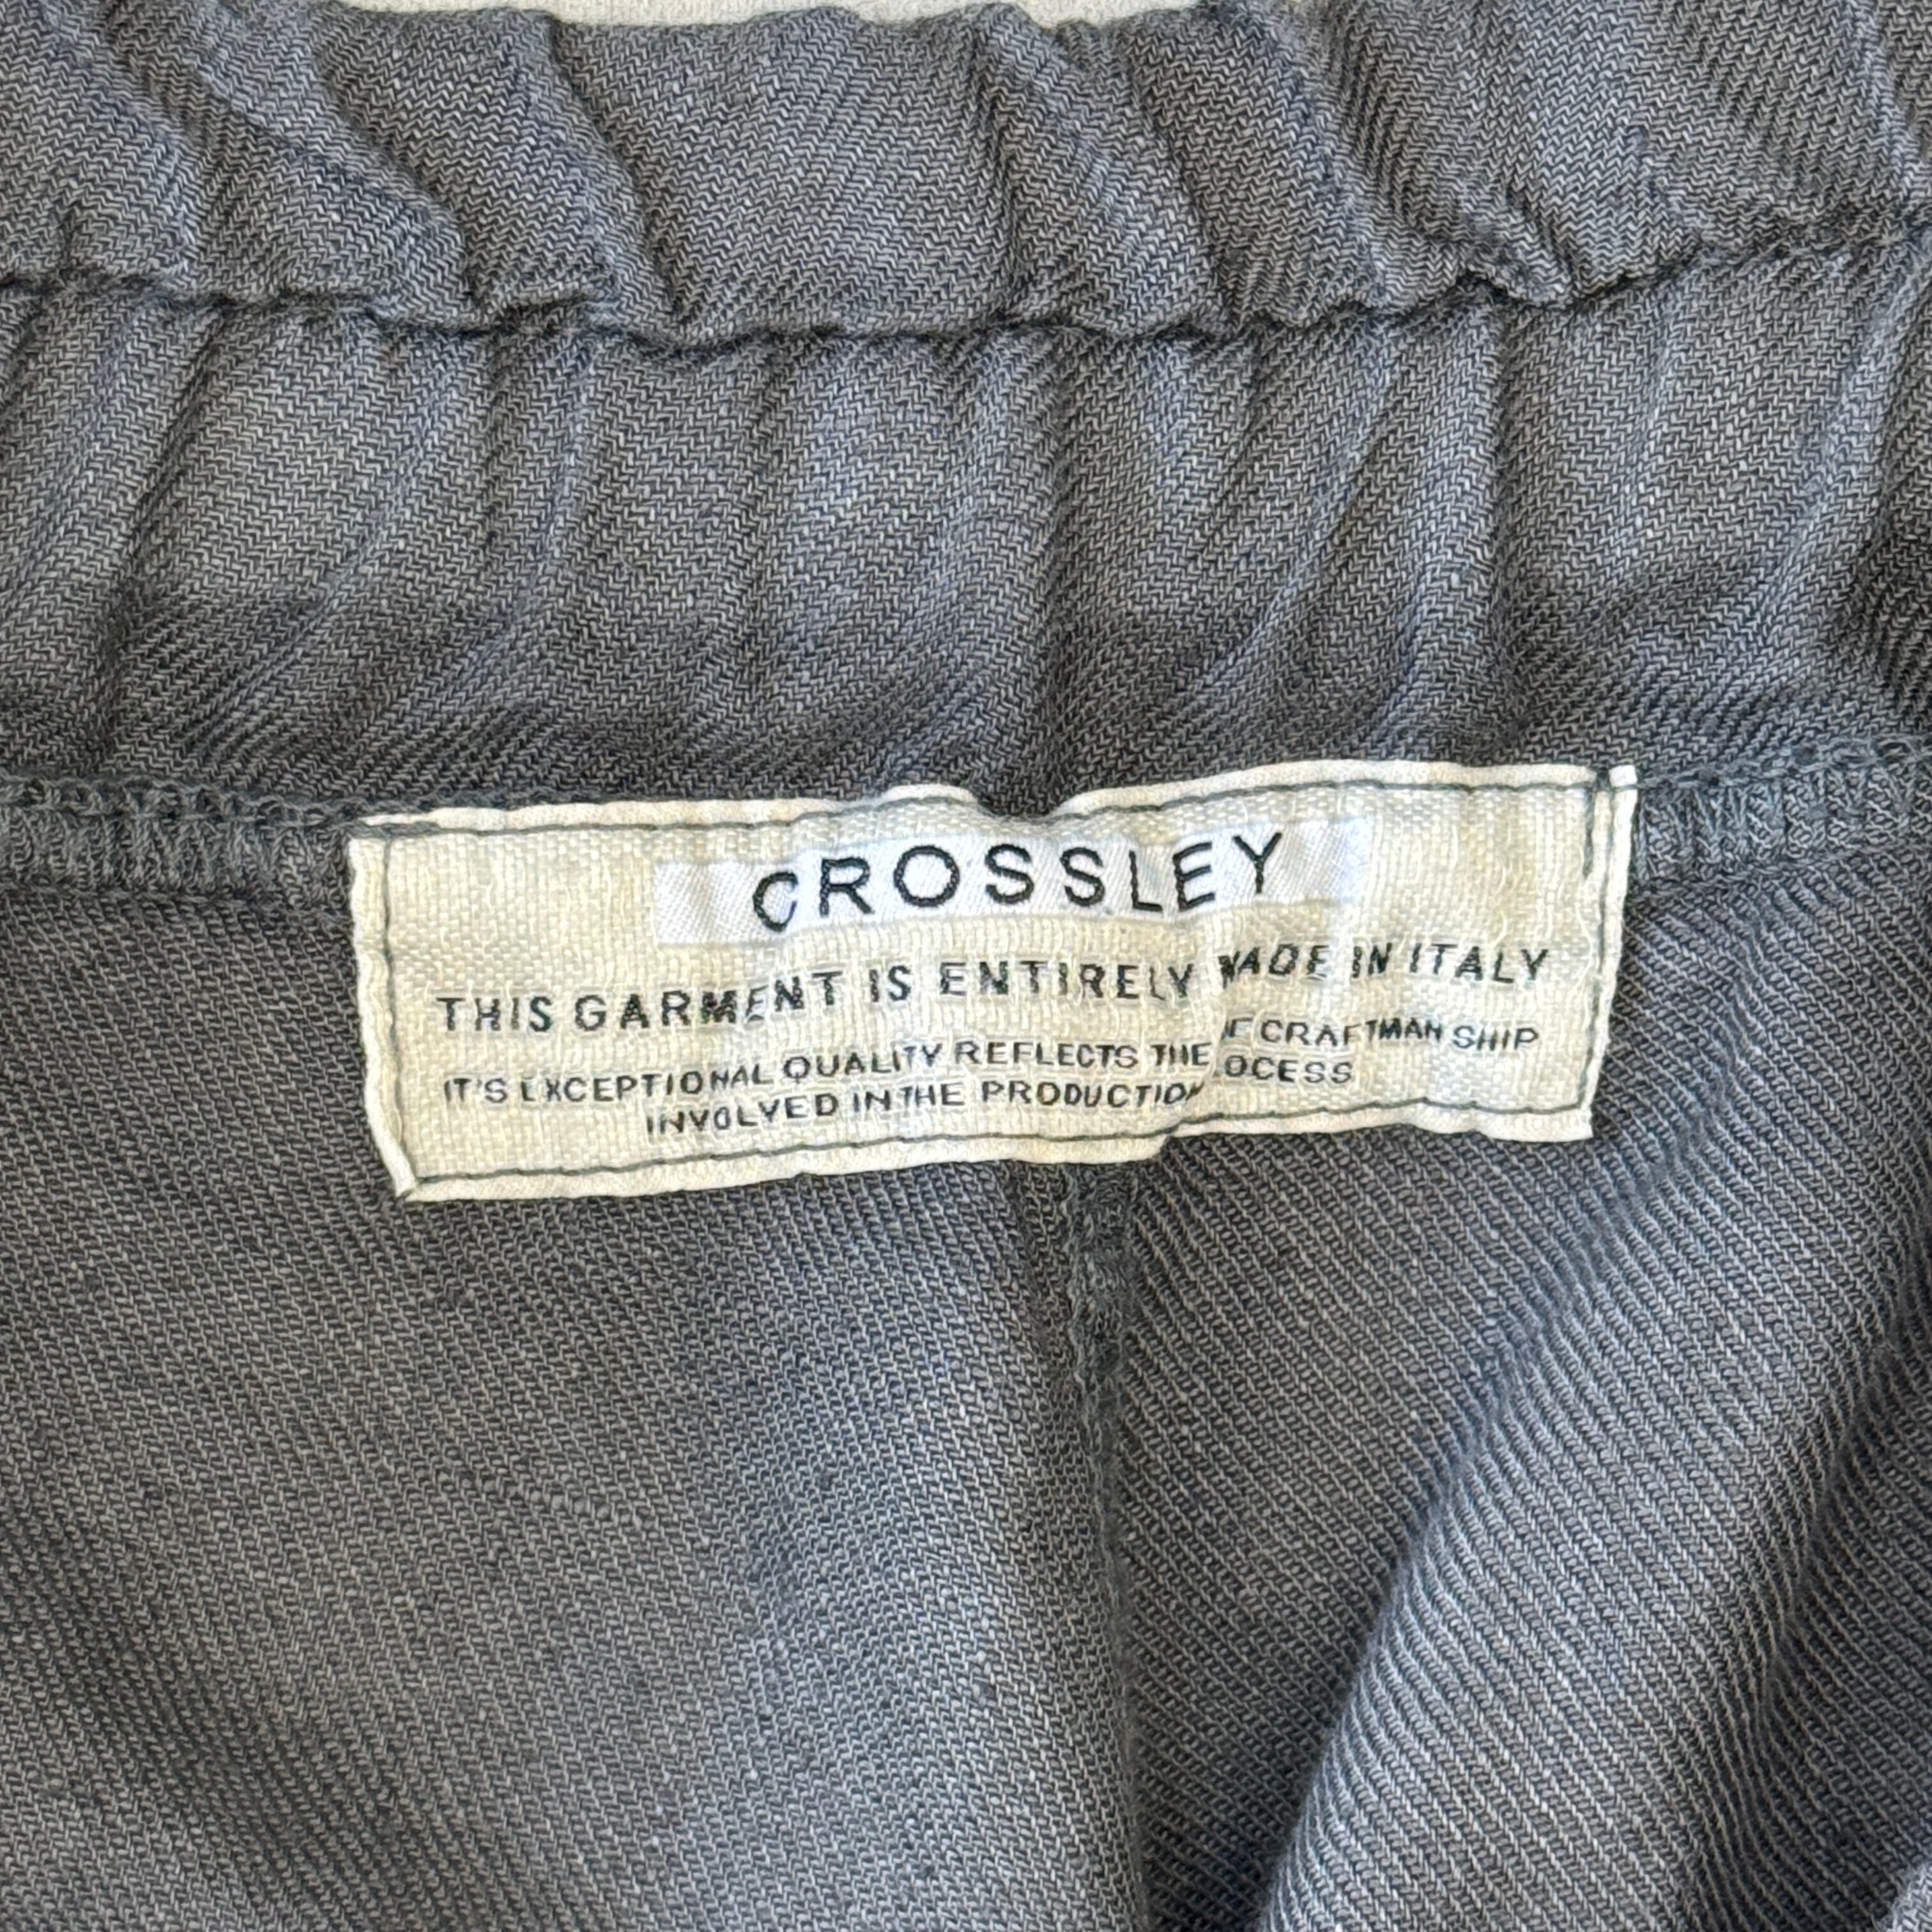 CROSSLEY
THIS GARMENT IS ENTIRELY MADE IN ITALY
IT'S EXCEPTIONAL QUALITY REFLECTS THE CRAFTMAN SHIP
INVOLVED IN THE PRODUCTION